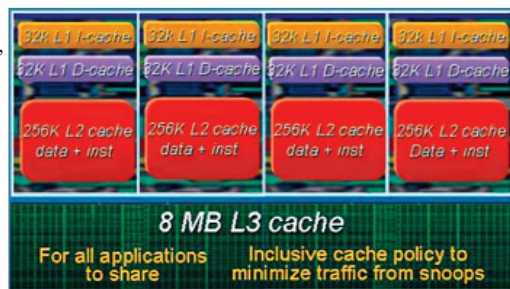 ,
32k L1 I-cache
32k L1 I-cache
32k L1 I-cache
32k L1 I-cache
32K L1 D-cache
32K L1 D-cache
32K L1 D-cache
32K L1 D-cache
256K L2 cache
data + inst
256K L2 cache
data + inst
256K L2 cache
data + inst
256K L2 cache
Data + inst
8 MB L3 cache
For all applications
to share
Inclusive cache policy to
minimize traffic from snoops